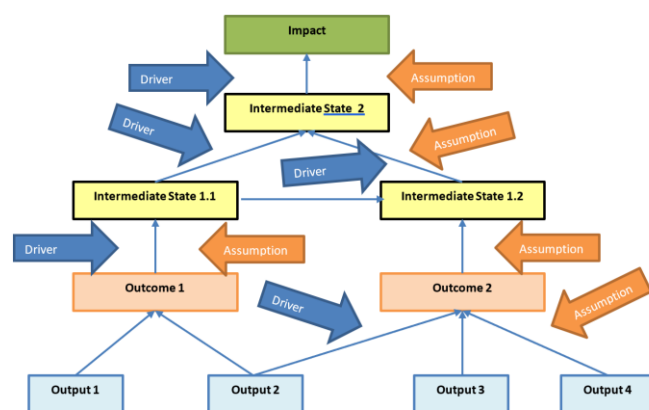 Impact
Driver
Assumption
Intermediate State 2
Driver
Assumption
Driver
Intermediate State 1.1
Intermediate State 1.2
Driver
Assumption
Assumption
Outcome 1
Outcome 2
Driver
Assumption
Output 1
Output 2
Output 3
Output 4